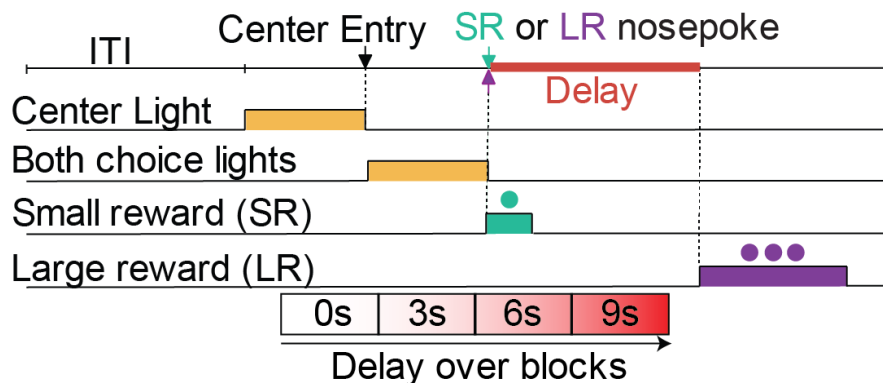 Center Entry SR or LR nosepoke
ITI
Delay
Center Light
Both choice lights
Small reward (SR)
Large reward (LR)
0s 3s 6s 9s
Delay over blocks